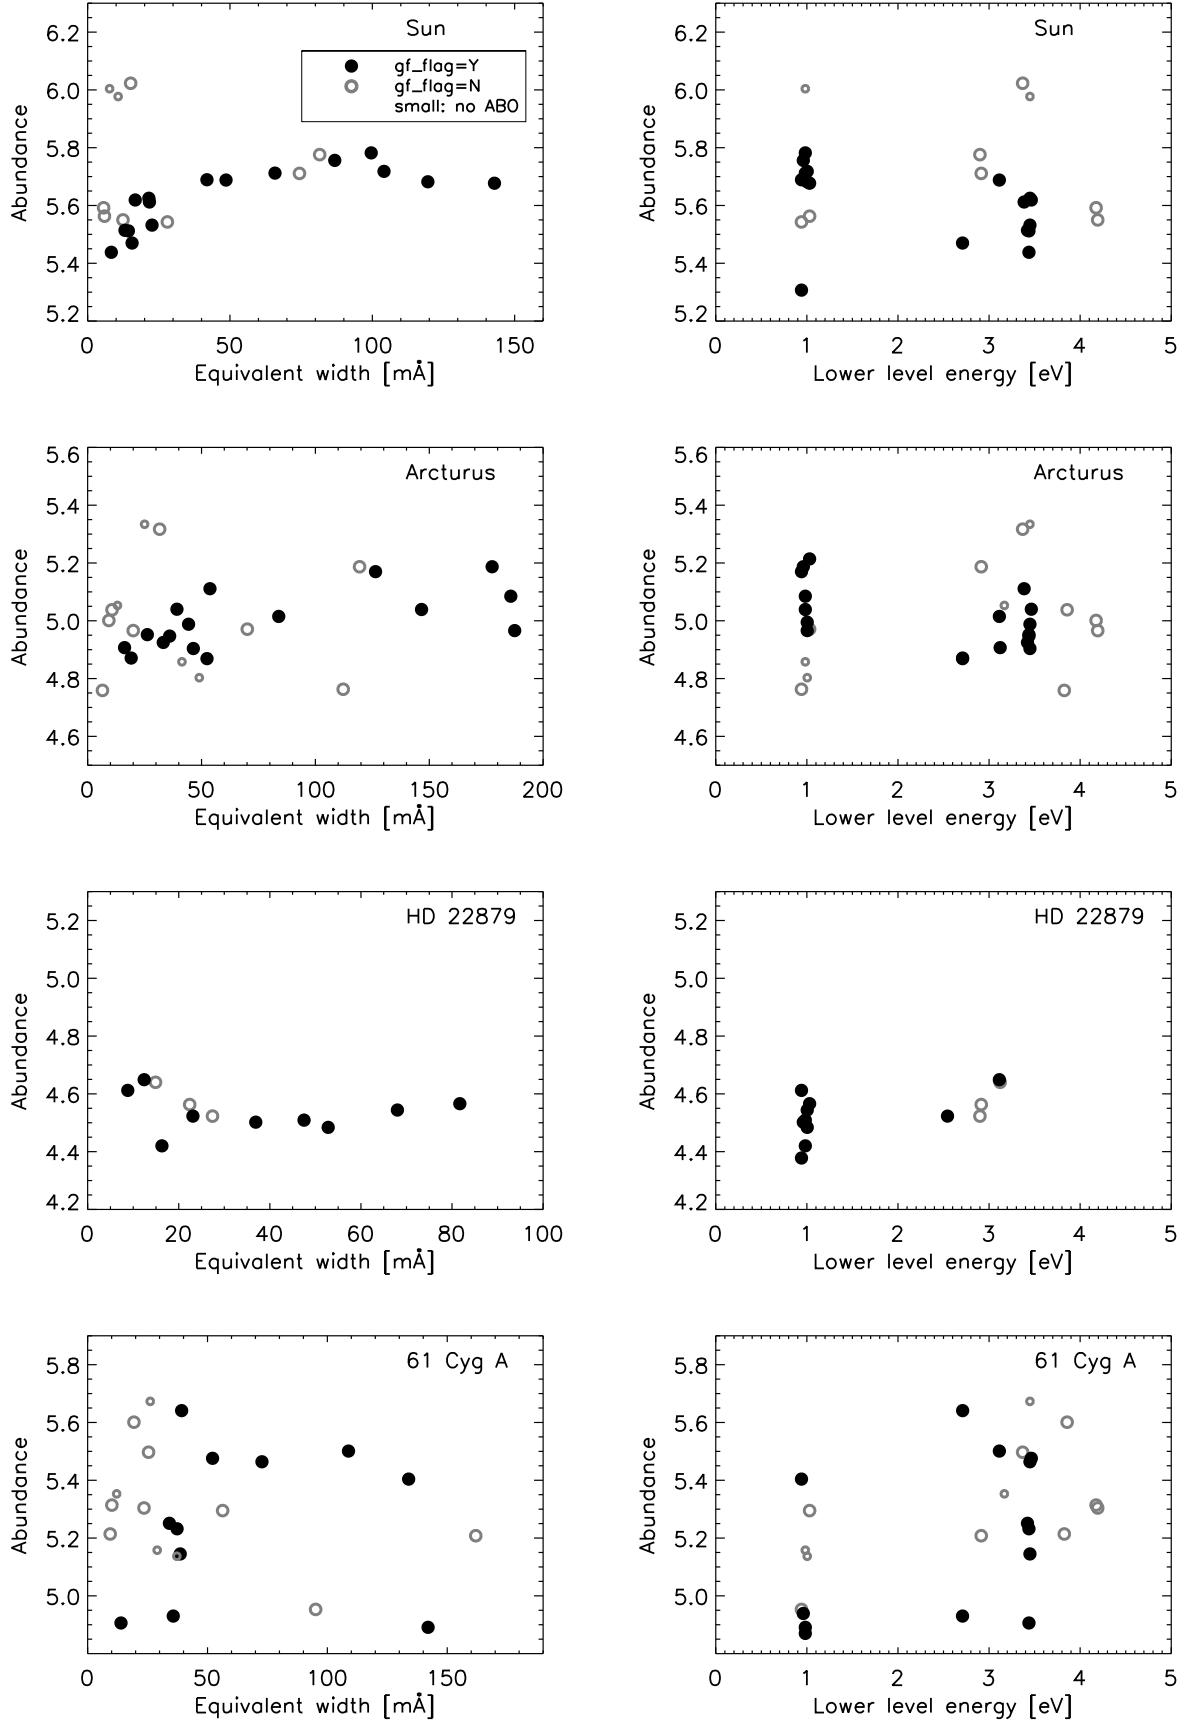 Sun
gf_flag=Y
gf_flag=N
small: no ABO
6.2
6.0
5.8
5.6
5.4
5.2
Abundance
0 50 100 150
Equivalent width [mÅ]
Sun
6.2
6.0
5.8
5.6
5.4
5.2
Abundance
0 1 2 3 4 5
Lower level energy [eV]
Arcturus
5.6
5.4
5.2
5.0
4.8
4.6
Abundance
0 50 100 150 200
Equivalent width [mÅ]
Arcturus
5.6
5.4
5.2
5.0
4.8
4.6
Abundance
0 1 2 3 4 5
Lower level energy [eV]
HD 22879
5.2
5.0
4.8
4.6
4.4
4.2
Abundance
0 20 40 60 80 100
Equivalent width [mÅ]
HD 22879
5.2
5.0
4.8
4.6
4.4
4.2
Abundance
0 1 2 3 4 5
Lower level energy [eV]
61 Cyg A
5.8
5.6
5.4
5.2
5.0
Abundance
0 50 100 150
Equivalent width [mÅ]
61 Cyg A
5.8
5.6
5.4
5.2
5.0
Abundance
0 1 2 3 4 5
Lower level energy [eV]